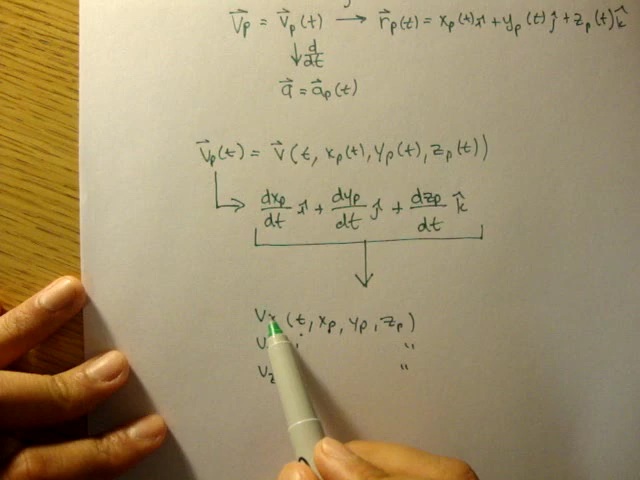 V⃗ₚ = v⃗ₚ(t) → r⃗ₚ(t) = xₚ(t)î + yₚ(t)ĵ + zₚ(t)k̂
↓ d/dt
a⃗ = a⃗ₚ(t)
v⃗ₚ(t) = v⃗(t, xₚ(t), yₚ(t), zₚ(t))
dxₚ/dt î + dyₚ/dt ĵ + dzₚ/dt k̂
Vx (t, xₚ, yₚ, zₚ)
"
Vz "